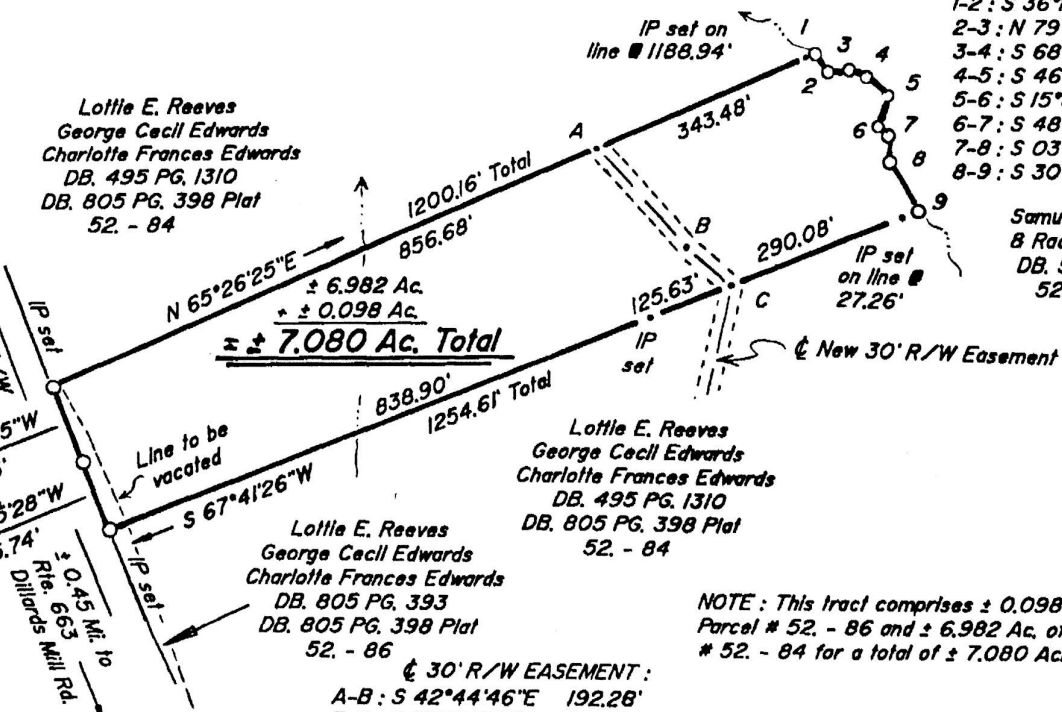 1-2 : S 36°
2-3 : N 79
3-4 : S 68
4-5 : S 46
5-6 : S 15°
6-7 : S 48
7-8 : S 03
8-9 : S 30
IP set on
line @ 1188.94'
1
2
3
4
5
6
7
8
9
Lottie E. Reeves
George Cecil Edwards
Charlotte Frances Edwards
DB. 495 PG. 1310
DB. 805 PG. 398 Plat
52. - 84
A
343.48'
1200.16' Total
856.68'
N 65°26'25"E
B
290.08'
IP set
on line @
27.26'
Samu
8 Rac
DB.
52
± 6.982 Ac.
+ ± 0.098 Ac.
= ± 7.080 Ac. Total
125.63'
C
IP
set
℄ New 30' R/W Easement
IP set
838.90'
1254.61' Total
5"W
Line to be
vacated
S 67°41'26"W
5'28"W
5.74'
IP set
± 0.45 Mi. to
Rte. 663
Dillards Mill Rd.
Lottie E. Reeves
George Cecil Edwards
Charlotte Frances Edwards
DB. 495 PG. 1310
DB. 805 PG. 398 Plat
52. - 84
Lottie E. Reeves
George Cecil Edwards
Charlotte Frances Edwards
DB. 805 PG. 393
DB. 805 PG. 398 Plat
52. - 86
NOTE : This tract comprises ± 0.098
Parcel # 52. - 86 and ± 6.982 Ac. of
# 52. - 84 for a total of ± 7.080 Ac.
℄ 30' R/W EASEMENT :
A-B : S 42°44'46"E 192.28'